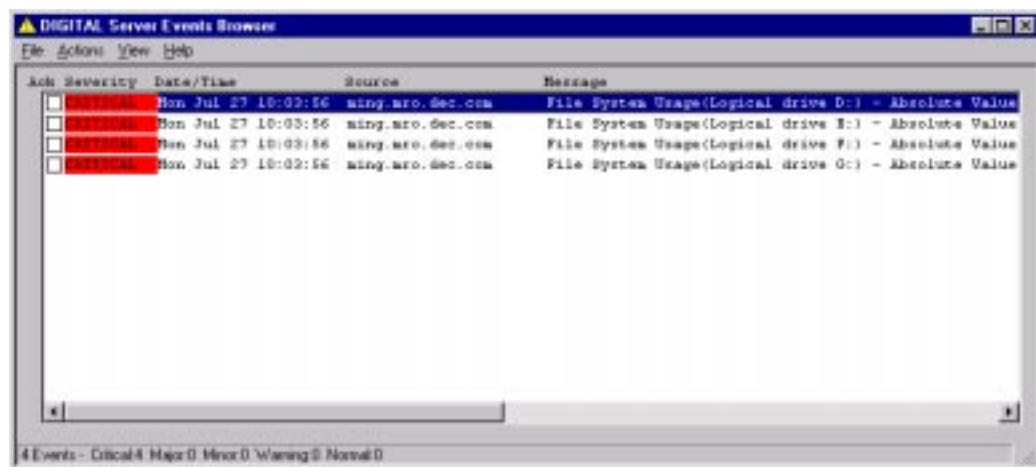 DIGITAL Server Events Browser
File Actions View Help
Ack Severity Date/Time Source Message
CRITICAL Mon Jul 27 10:03:56 ming.mro.dec.com File System Usage(Logical drive D:) - Absolute Value
CRITICAL Mon Jul 27 10:03:56 ming.mro.dec.com File System Usage(Logical drive E:) - Absolute Value
CRITICAL Mon Jul 27 10:03:56 ming.mro.dec.com File System Usage(Logical drive F:) - Absolute Value
CRITICAL Mon Jul 27 10:03:56 ming.mro.dec.com File System Usage(Logical drive G:) - Absolute Value
4 Events - Critical:4 Major:0 Minor:0 Warning:0 Normal:0